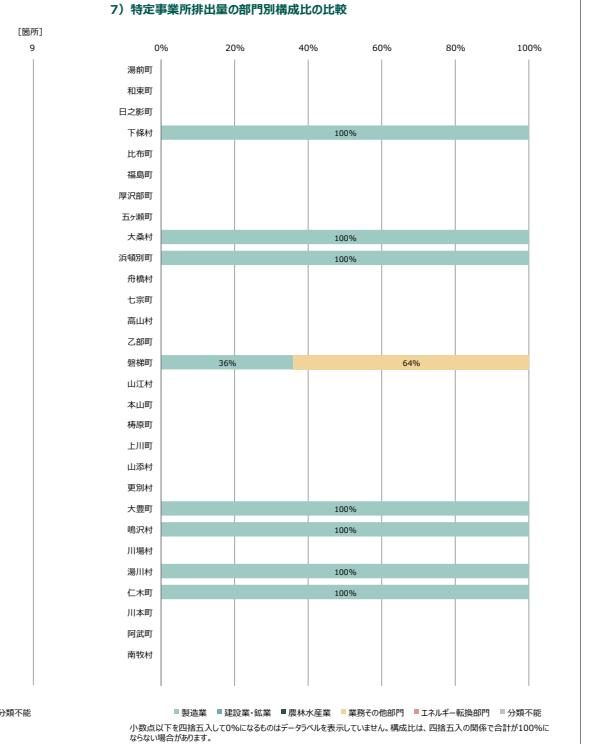 7）特定事業所排出量の部門別構成比の比較
[箇所]
9
0% 20% 40% 60% 80% 100%
湯前町
和束町
日之影町
下條村 100%
比布町
福島町
厚沢部町
五ヶ瀬町
大桑村 100%
浜頓別町 100%
舟橋村
七宗町
高山村
乙部町
磐梯町 36% 64%
山江村
本山町
梼原町
上川町
山添村
更別村
大豊町 100%
鳴沢村 100%
川場村
湯川村 100%
仁木町 100%
川本町
阿武町
南牧村
分類不能
製造業 建設業・鉱業 農林水産業 業務その他部門 エネルギー転換部門 分類不能
小数点以下を四捨五入して0%になるものはデータラベルを表示していません。構成比は、四捨五入の関係で合計が100%に
ならない場合があります。